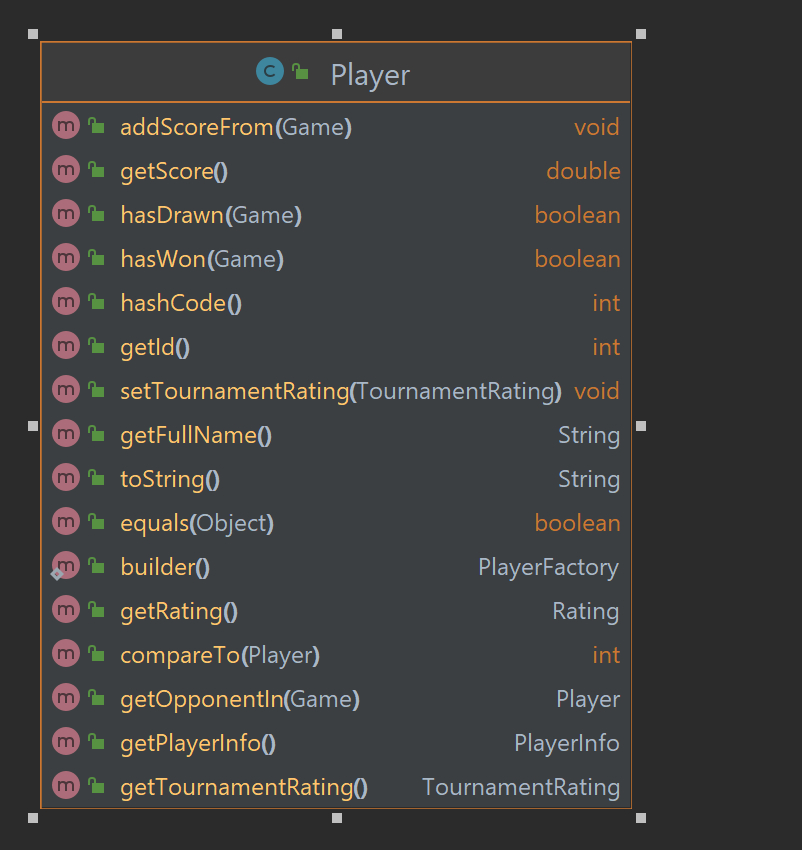 C Player
m addScoreFrom(Game) void
m getScore() double
m hasDrawn(Game) boolean
m hasWon(Game) boolean
m hashCode() int
m getId() int
m setTournamentRating(TournamentRating) void
m getFullName() String
m toString() String
m equals(Object) boolean
m builder() PlayerFactory
m getRating() Rating
m compareTo(Player) int
m getOpponentIn(Game) Player
m getPlayerInfo() PlayerInfo
m getTournamentRating() TournamentRating